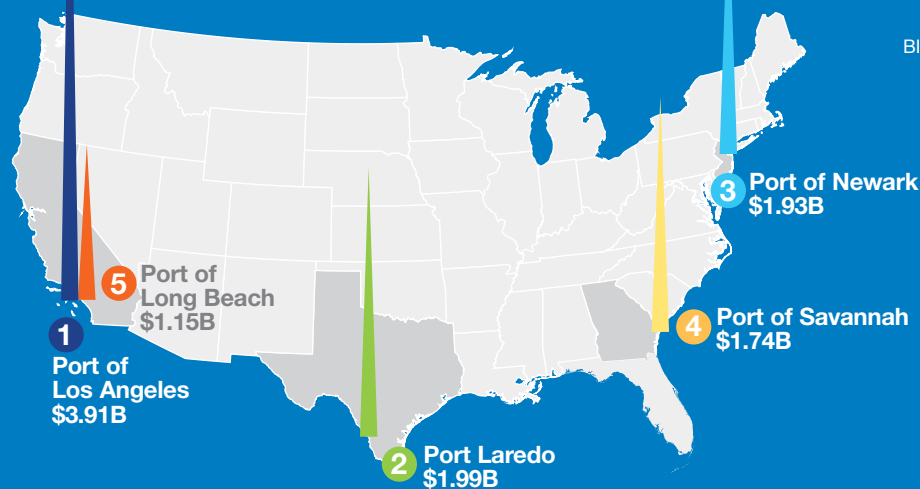 Bl
3
Port of Newark
$1.93B
5
Port of
Long Beach
$1.15B
4
Port of Savannah
$1.74B
1
Port of
Los Angeles
$3.91B
2
Port Laredo
$1.99B